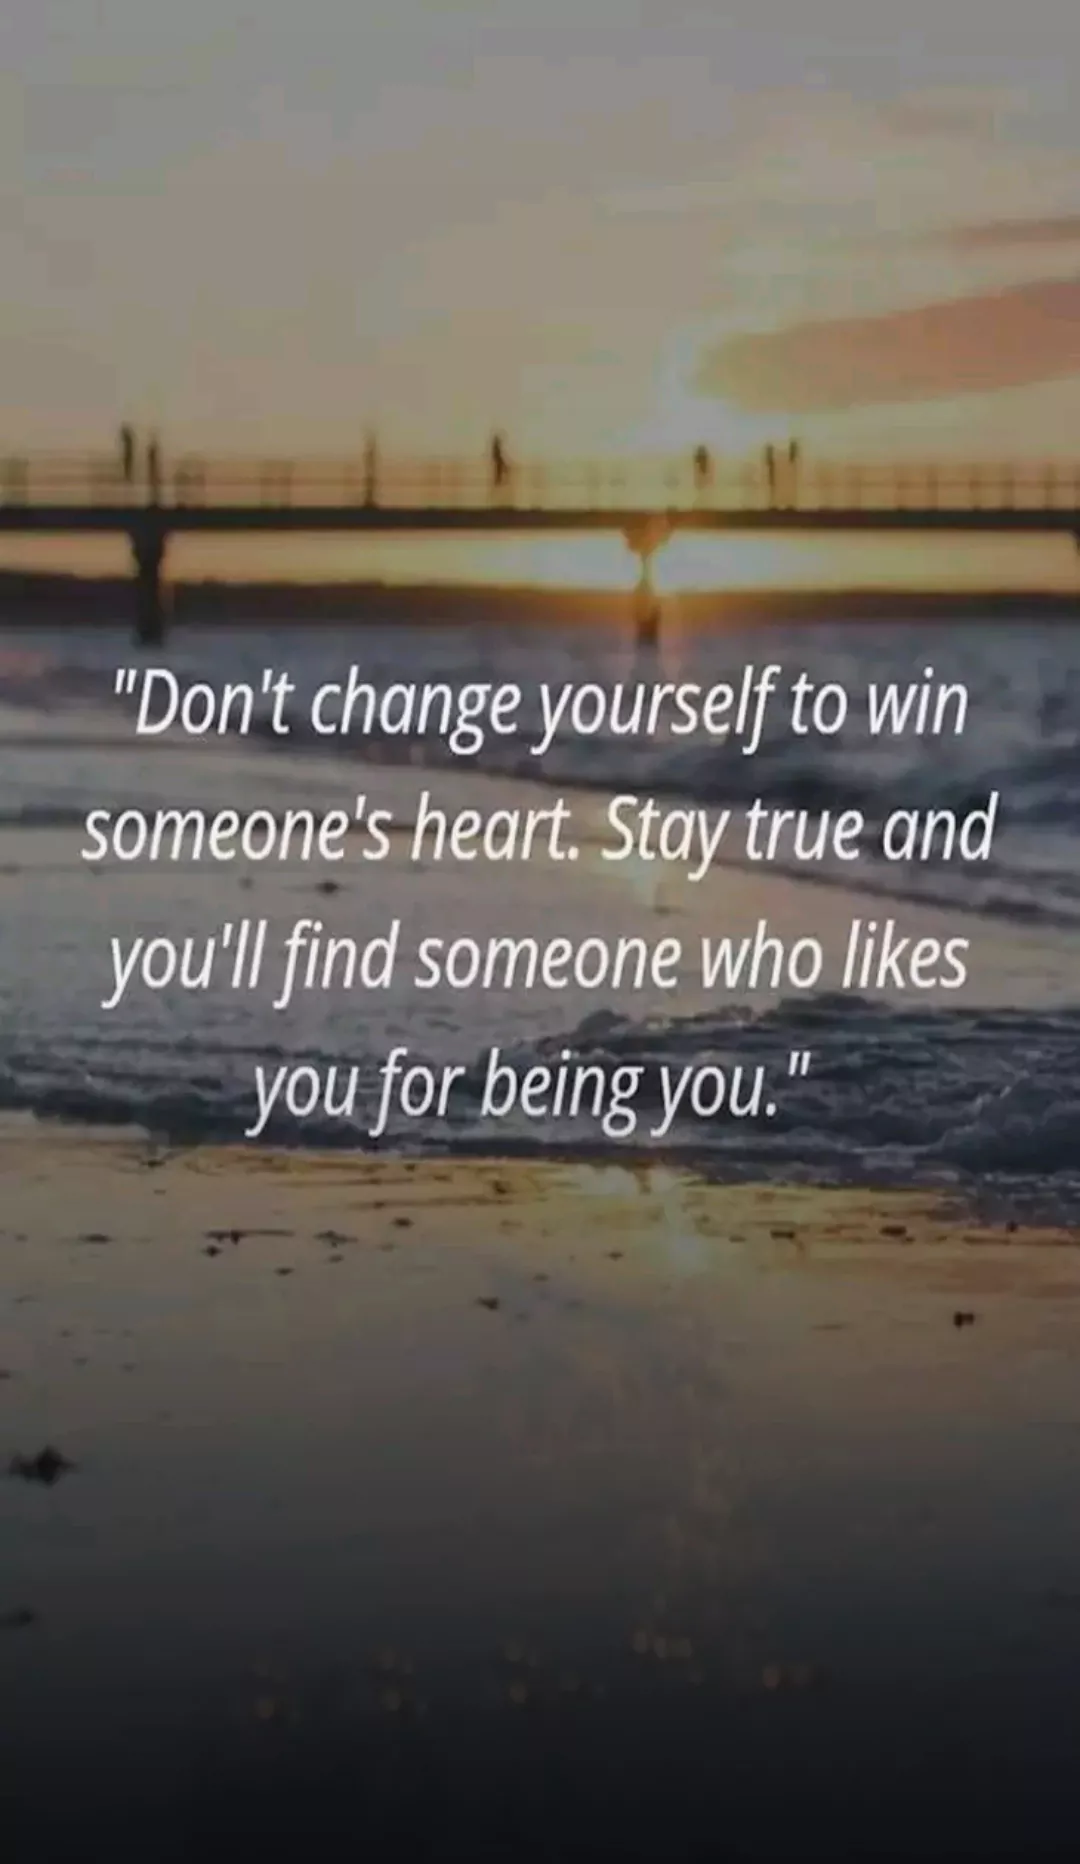 "Don't change yourself to win
someone's heart. Stay true and
you'll find someone who likes
you for being you."